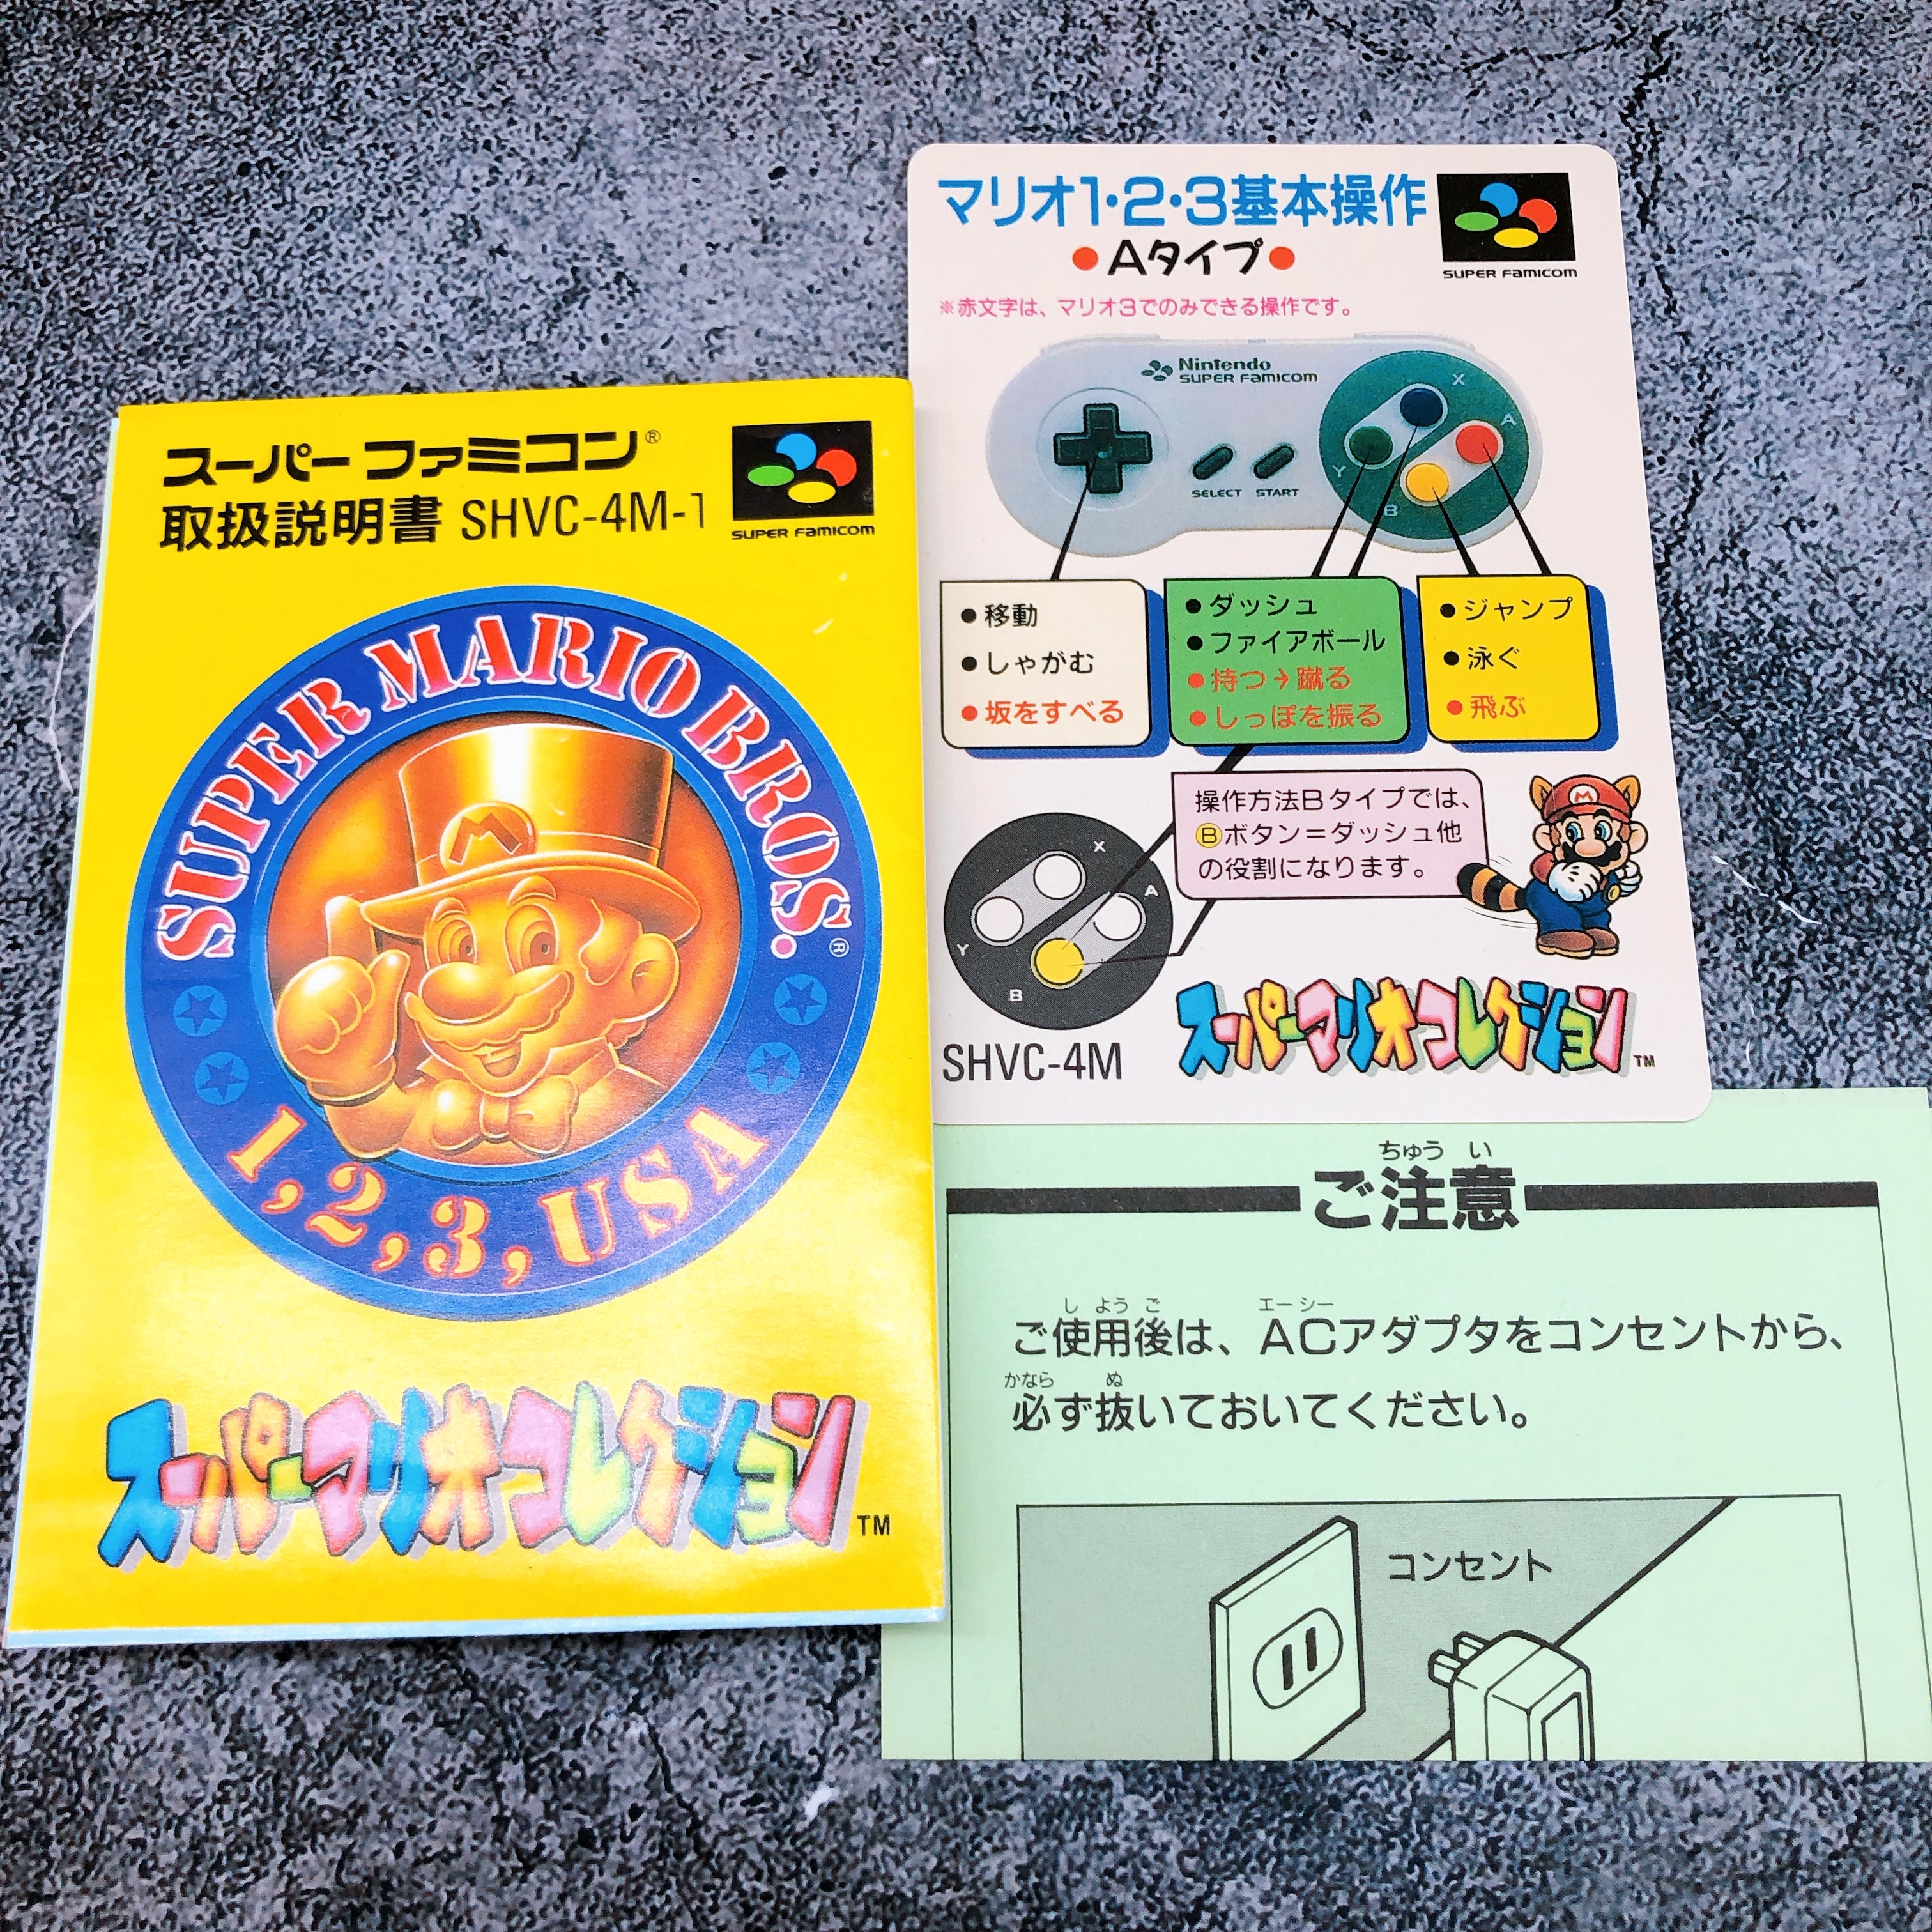 スーパーファミコン®
取扱説明書 SHVC-4M-1
SUPER FAMICOM
SUPER MARIO BROS.®
1,2,3,USA
スーパーマリオコレクション™
マリオ1・2・3基本操作
●Aタイプ●
SUPER FAMICOM
※赤文字は、マリオ3でのみできる操作です。
Nintendo
SUPER FAMICOM
X
A
Y
B
SELECT START
●移動
●しゃがむ
●坂をすべる
●ダッシュ
●ファイアボール
●持つ→蹴る
●しっぽを振る
●ジャンプ
●泳ぐ
●飛ぶ
操作方法Bタイプでは、
Ⓑボタン=ダッシュ他
の役割になります。
X
A
Y
B
M
SHVC-4M
スーパーマリオコレクション™
ちゅう い
ご注意
し よう ご エー シー
ご使用後は、ACアダプタをコンセントから、
かなら ぬ
必ず抜いておいてください。
コンセント